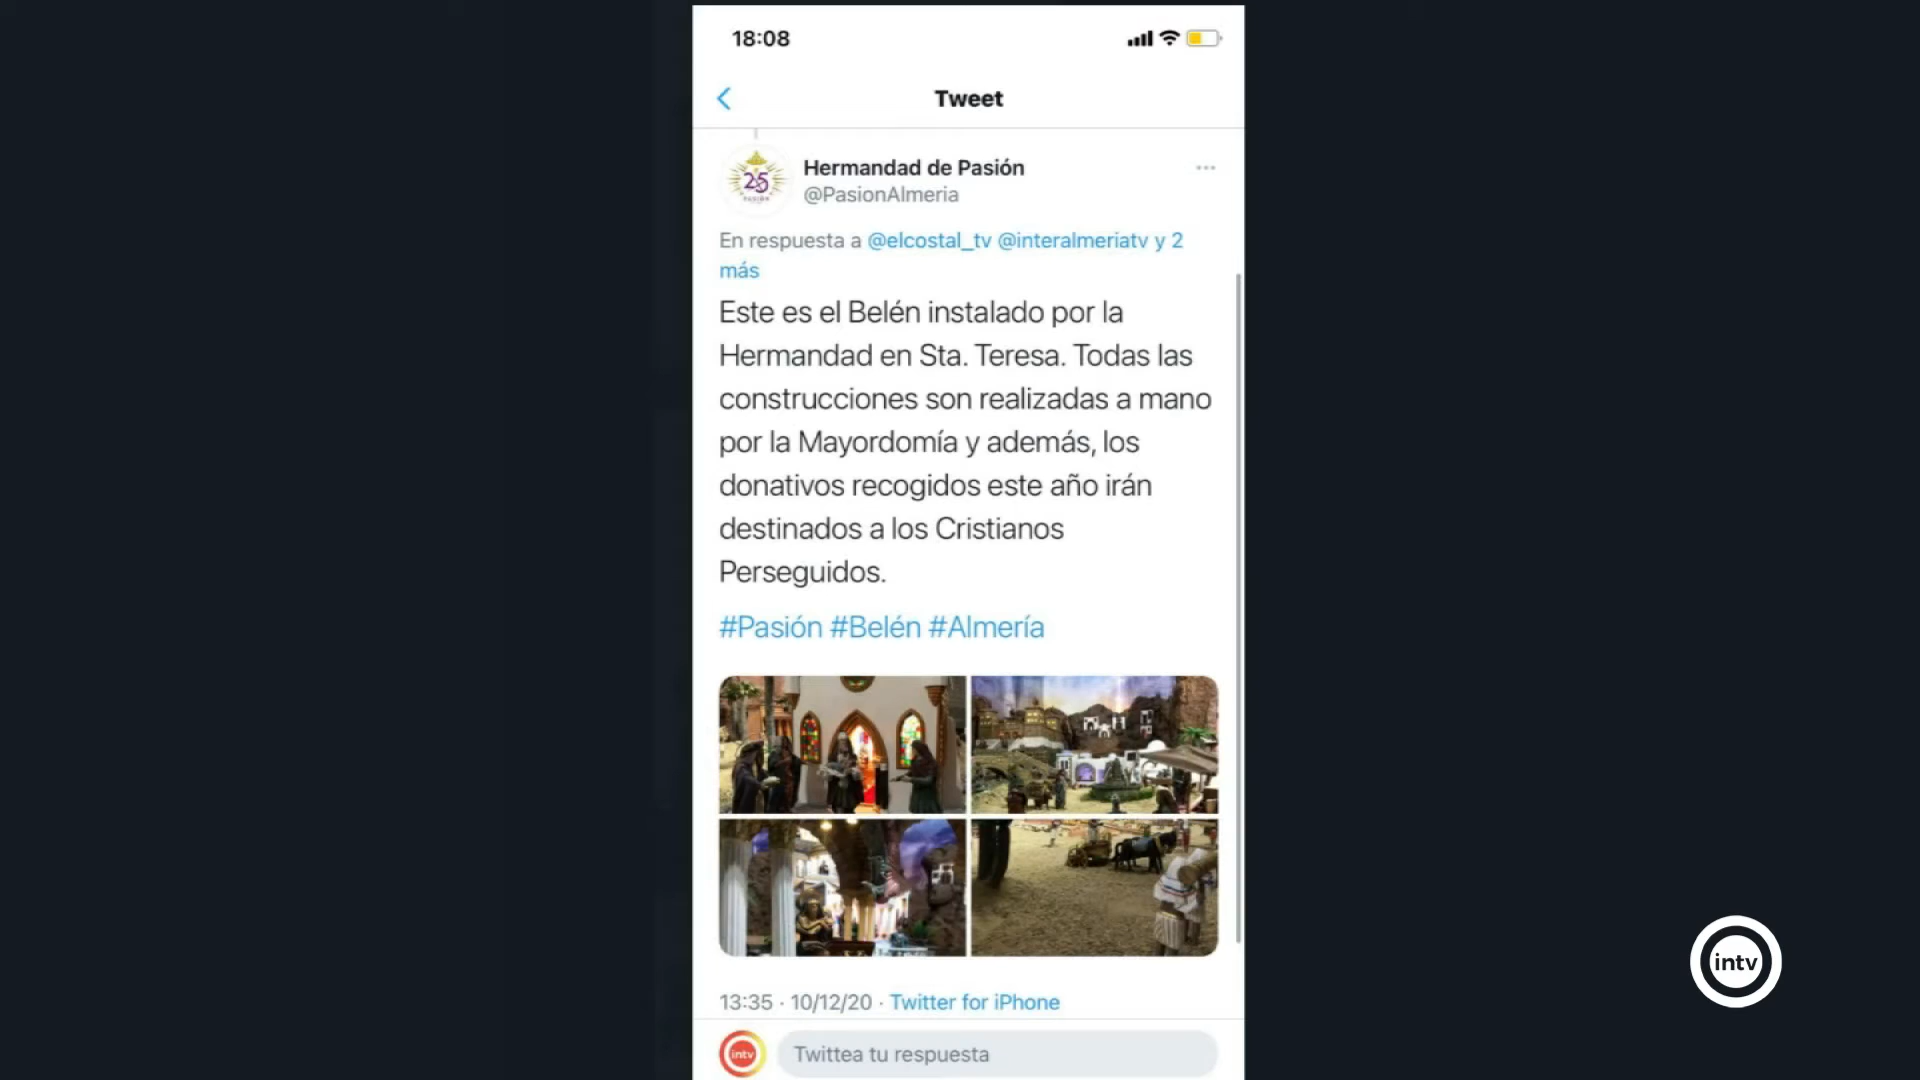 18:08
Tweet
25
PASIÓN
Hermandad de Pasión
@PasionAlmeria
En respuesta a @elcostal_tv @interalmeriatv y 2
más
Este es el Belén instalado por la
Hermandad en Sta. Teresa. Todas las
construcciones son realizadas a mano
por la Mayordomía y además, los
donativos recogidos este año irán
destinados a los Cristianos
Perseguidos.
#Pasión #Belén #Almería
13:35 · 10/12/20 · Twitter for iPhone
intv
Twittea tu respuesta
intv